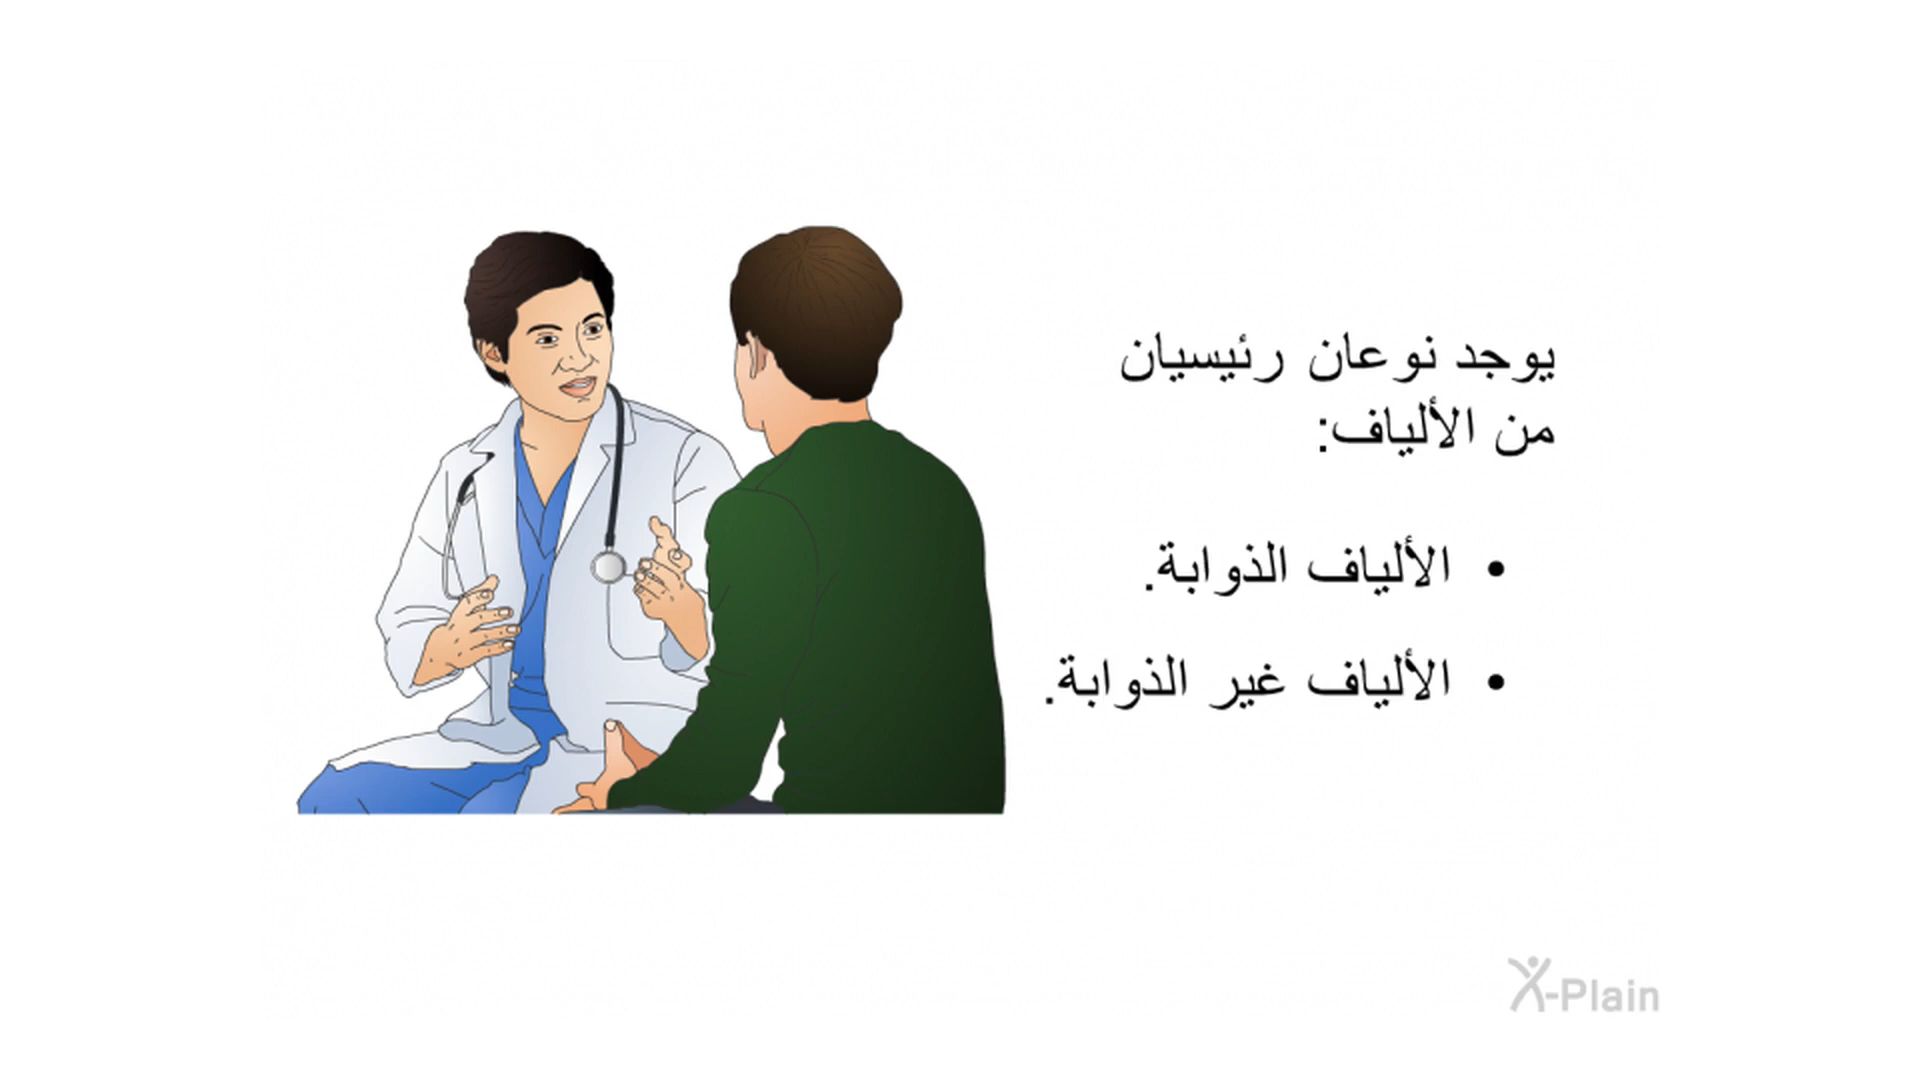 يوجد نوعان رئيسيان
من الألياف:
• الألياف الذوابة.
• الألياف غير الذوابة.
X-Plain